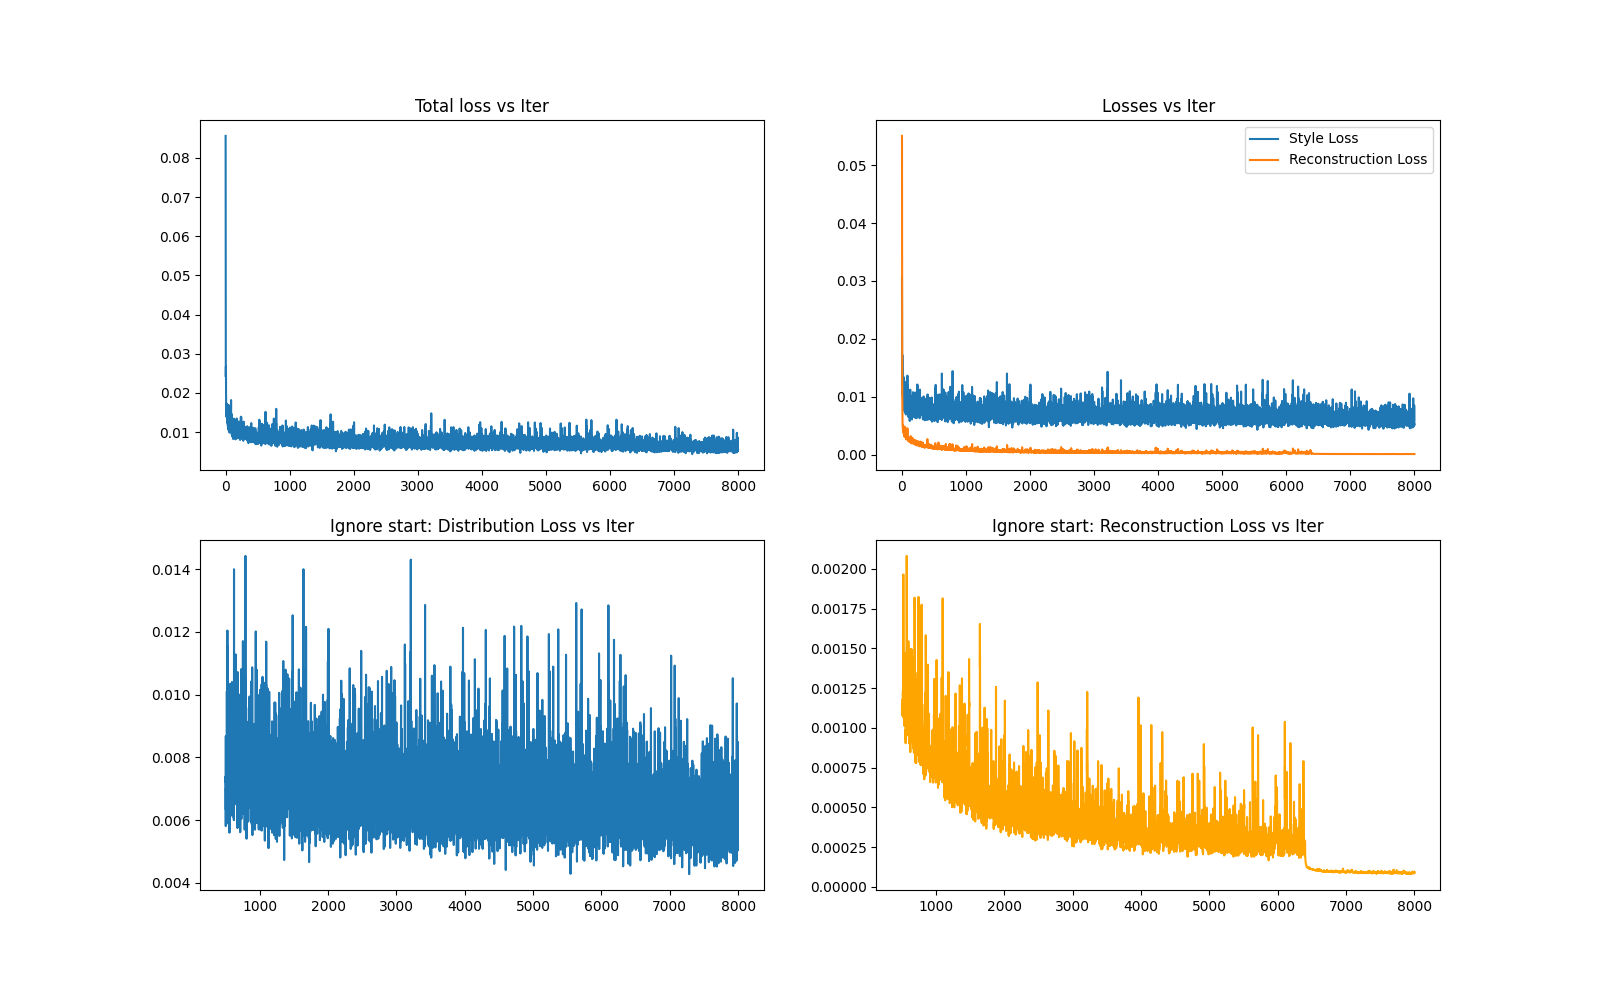 Total loss vs Iter
0.08
0.07
0.06
0.05
0.04
0.03
0.02
0.01
0 1000 2000 3000 4000 5000 6000 7000 8000
Losses vs Iter
Style Loss
Reconstruction Loss
0.05
0.04
0.03
0.02
0.01
0.00
0 1000 2000 3000 4000 5000 6000 7000 8000
Ignore start: Distribution Loss vs Iter
0.014
0.012
0.010
0.008
0.006
0.004
1000 2000 3000 4000 5000 6000 7000 8000
Ignore start: Reconstruction Loss vs Iter
0.00200
0.00175
0.00150
0.00125
0.00100
0.00075
0.00050
0.00025
0.00000
1000 2000 3000 4000 5000 6000 7000 8000